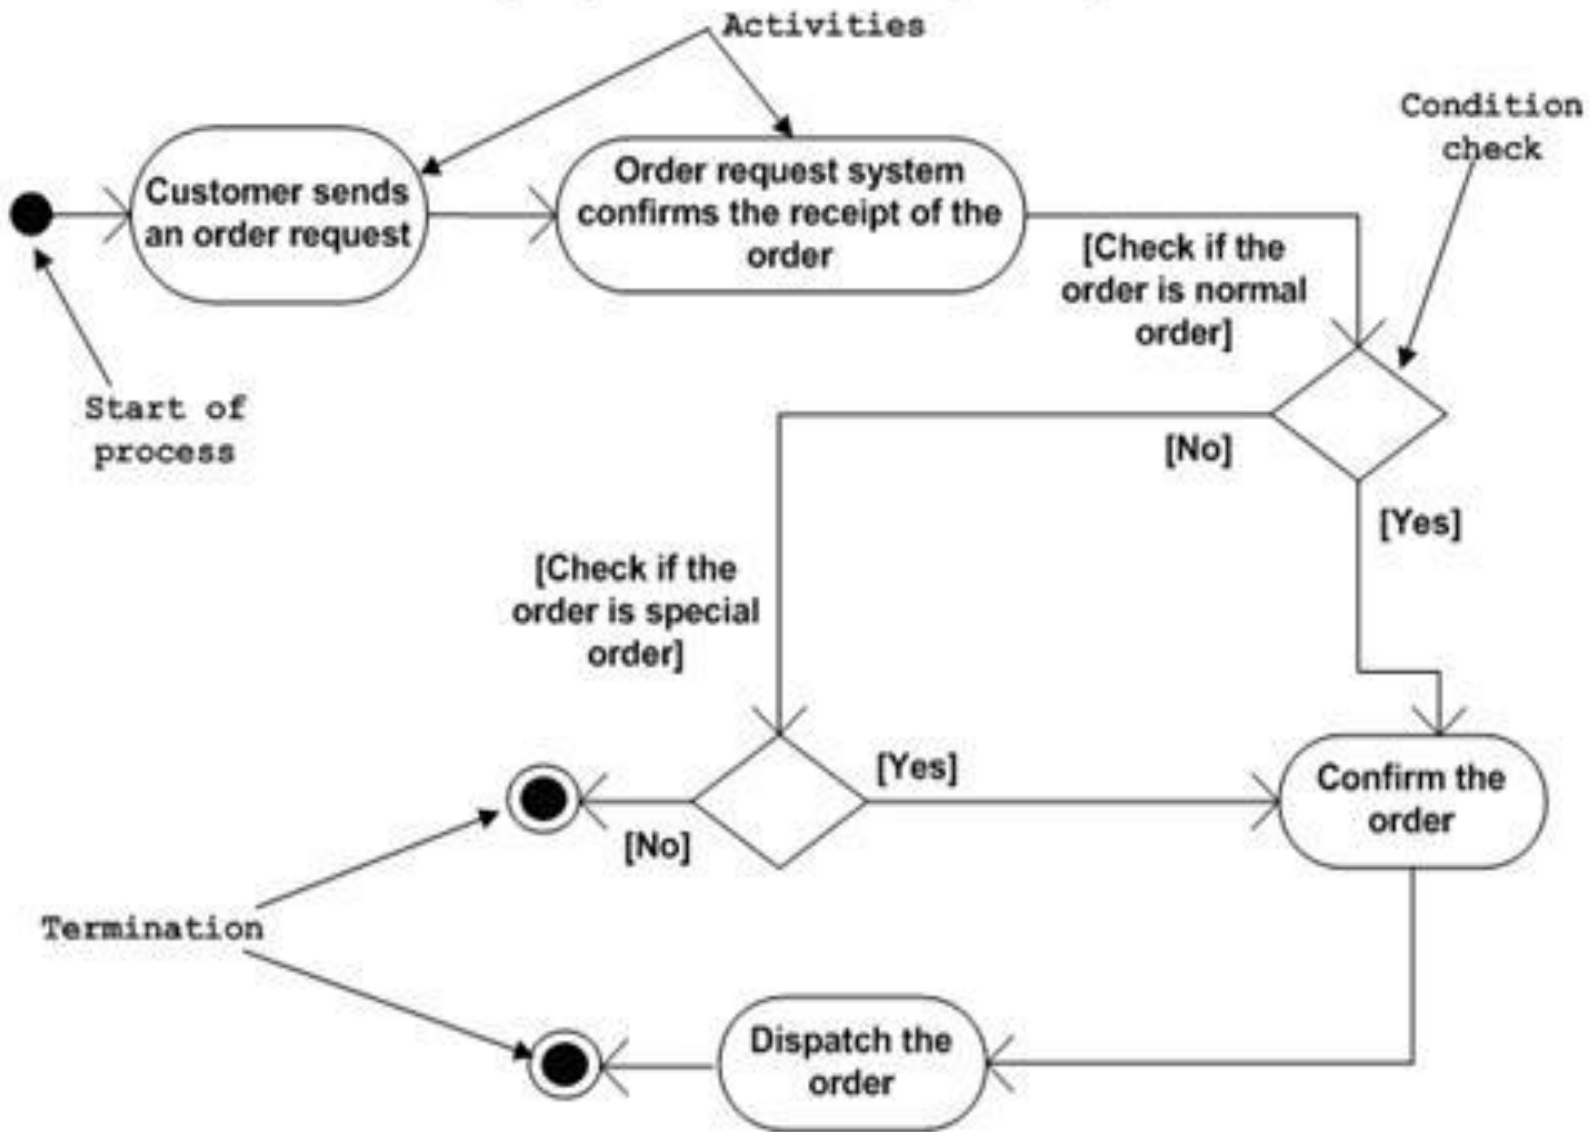 Activities
Condition
check
Customer sends
an order request
Order request system
confirms the receipt of the
order
[Check if the
order is normal
order]
Start of
process
[No]
[Yes]
[Check if the
order is special
order]
[Yes]
[No]
Confirm the
order
Termination
Dispatch the
order